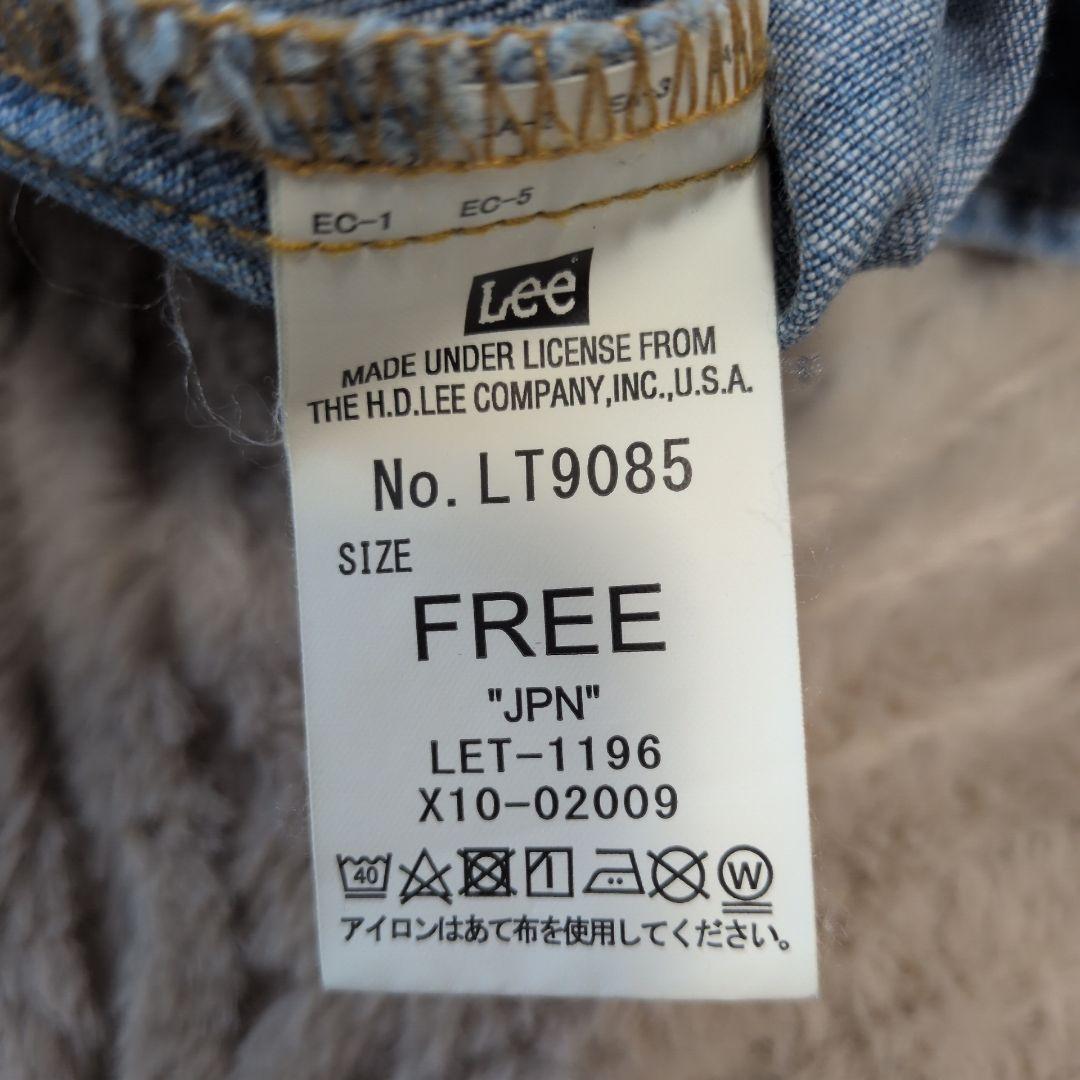 EC-1 EC-5
Lee
MADE UNDER LICENSE FROM
THE H.D.LEE COMPANY,INC.,U.S.A.
No. LT9085
SIZE
FREE
"JPN"
LET-1196
X10-02009
40 W
アイロンはあて布を使用してください。